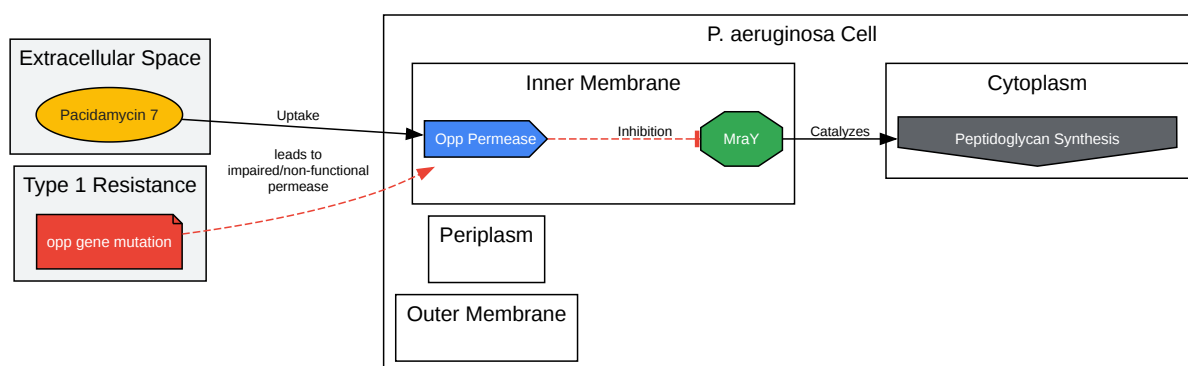 P. aeruginosa Cell
Extracellular Space
Pacidamycin 7
Uptake
Inner Membrane
Opp Permease
Inhibition
MraY
Catalyzes
Cytoplasm
Peptidoglycan Synthesis
leads to
impaired/non-functional
permease
Type 1 Resistance
opp gene mutation
Periplasm
Outer Membrane